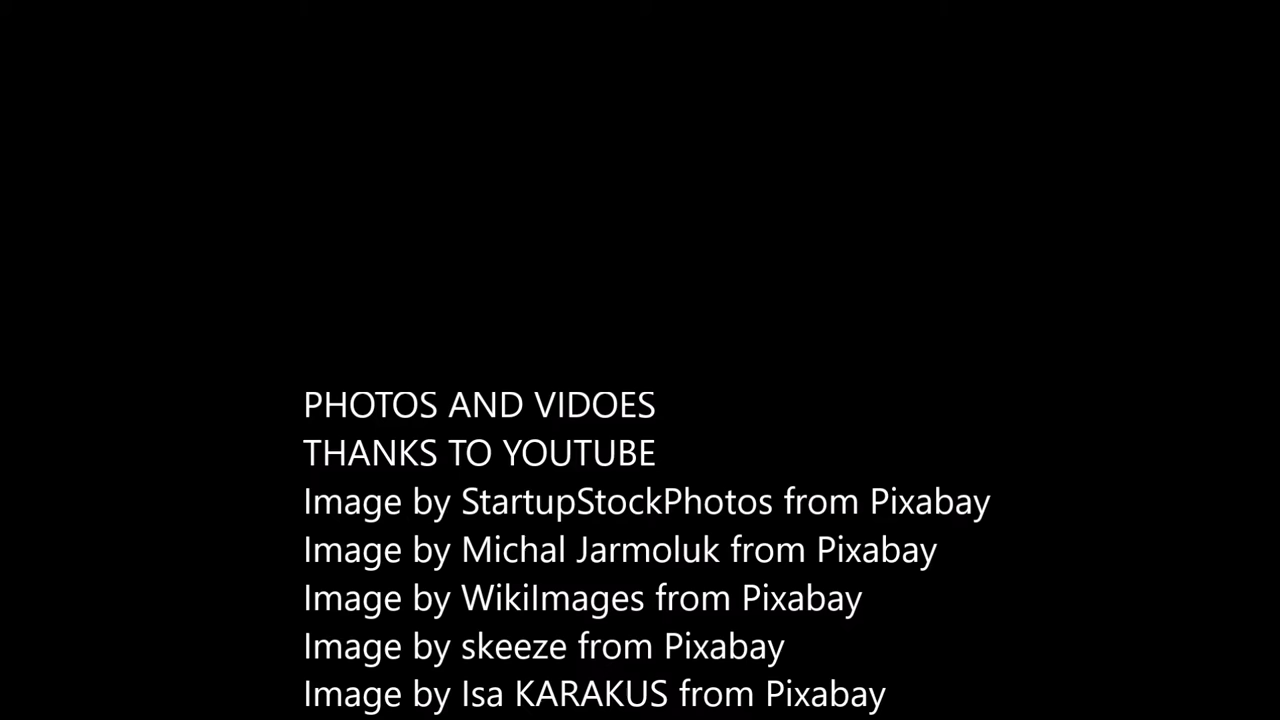 PHOTOS AND VIDOES
THANKS TO YOUTUBE
Image by StartupStockPhotos from Pixabay
Image by Michal Jarmoluk from Pixabay
Image by WikiImages from Pixabay
Image by skeeze from Pixabay
Image by Isa KARAKUS from Pixabay